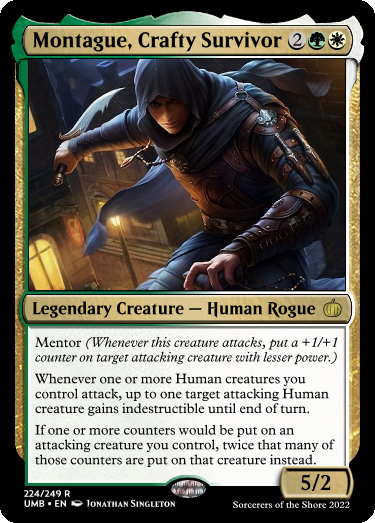 Montague, Crafty Survivor 2
Legendary Creature — Human Rogue
Mentor (Whenever this creature attacks, put a +1/+1
counter on target attacking creature with lesser power.)
Whenever one or more Human creatures you
control attack, up to one target attacking Human
creature gains indestructible until end of turn.
If one or more counters would be put on an
attacking creature you control, twice that many of
those counters are put on that creature instead.
5/2
224/249 R
UMB • EN Jonathan Singleton
Sorcerers of the Shore 2022